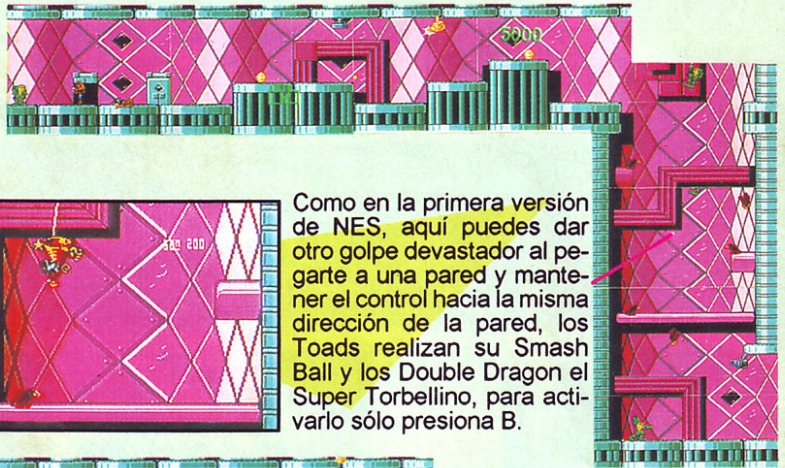 5000
200
Como en la primera versión
de NES, aquí puedes dar
otro golpe devastador al pe-
garte a una pared y mante-
ner el control hacia la misma
dirección de la pared, los
Toads realizan su Smash
Ball y los Double Dragon el
Super Torbellino, para acti-
varlo sólo presiona B.